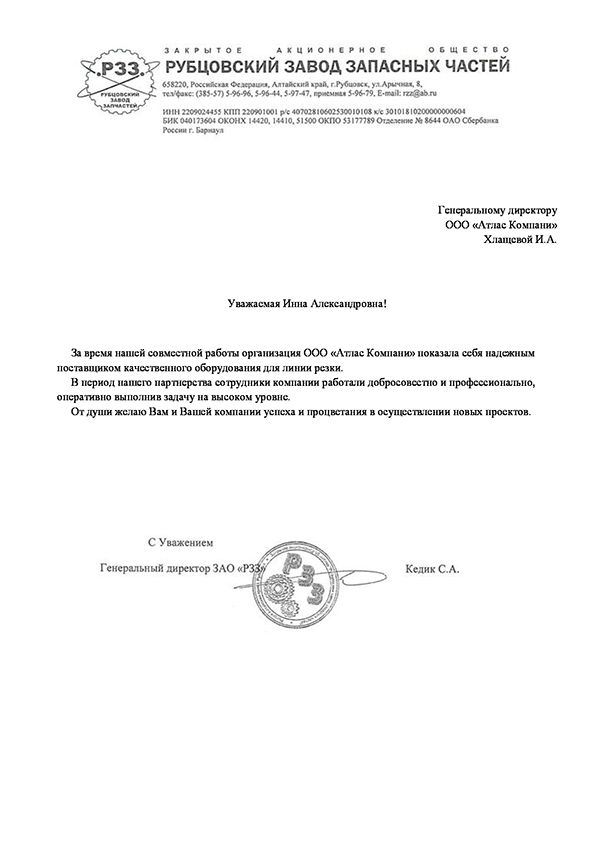 ЗАКРЫТОЕ АКЦИОНЕРНОЕ ОБЩЕСТВО
РУБЦОВСКИЙ ЗАВОД ЗАПАСНЫХ ЧАСТЕЙ
.РЗЗ.
РУБЦОВСКИЙ
ЗАВОД
ЗАПЧАСТЕЙ
658220, Российская Федерация, Алтайский край, г.Рубцовск, ул.Арычная, 8,
тел/факс: (385-57) 5-96-96, 5-96-44, 5-97-47, приемная 5-96-79, E-mail: rzz@ab.ru
ИНН 2209024455 КПП 220901001 р/с 40702810602530010108 к/с 30101810200000000604
БИК 040173604 ОКОНХ 14420, 14410, 51500 ОКПО 53177789 Отделение № 8644 ОАО Сбербанка
России г. Барнаул
Генеральному директору
ООО «Атлас Компани»
Хлащевой И.А.
Уважаемая Инна Александровна!
За время нашей совместной работы организация ООО «Атлас Компани» показала себя надежным
поставщиком качественного оборудования для линии резки.
В период нашего партнерства сотрудники компании работали добросовестно и профессионально,
оперативно выполнив задачу на высоком уровне.
От души желаю Вам и Вашей компании успеха и процветания в осуществлении новых проектов.
С Уважением
Генеральный директор ЗАО «РЗЗ»
Кедик С.А.
РЗЗ